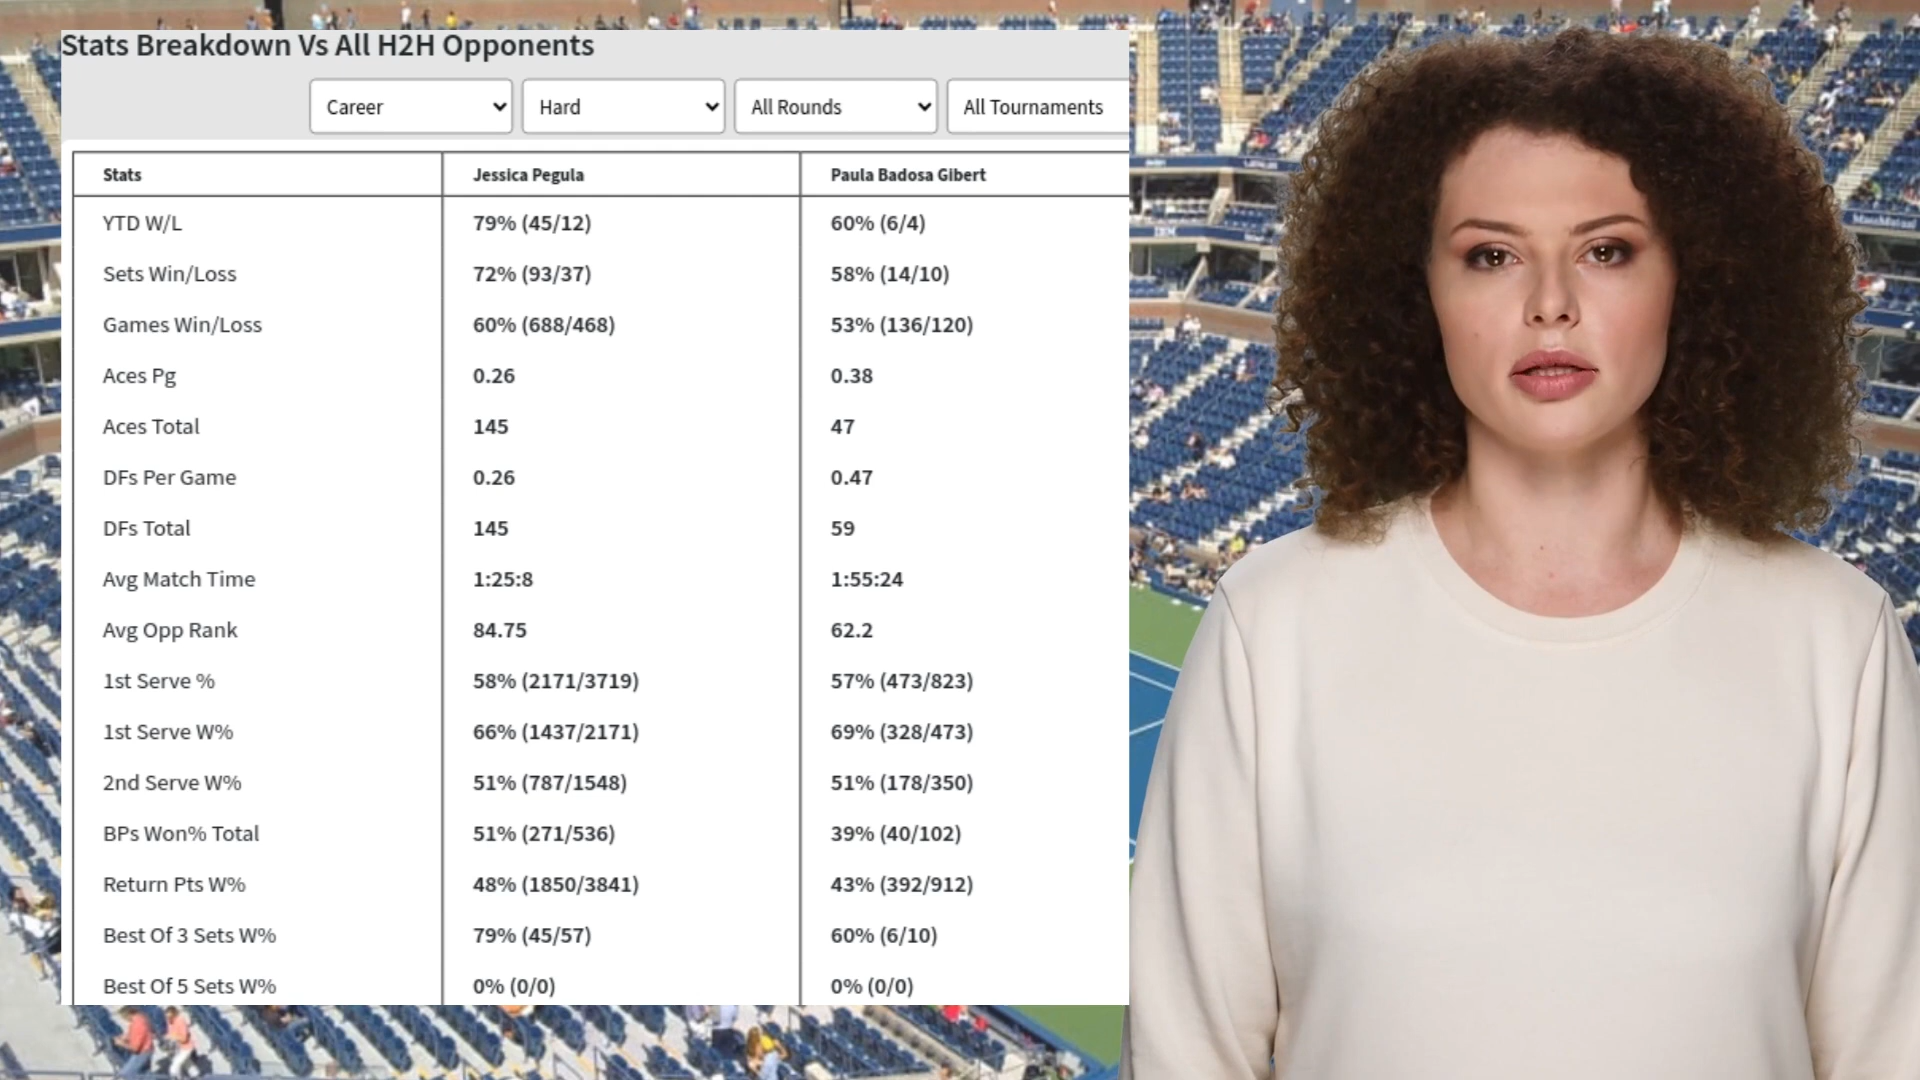 Stats Breakdown Vs All H2H Opponents
Career Hard All Rounds All Tournaments
Stats Jessica Pegula Paula Badosa Gibert
YTD W/L 79% (45/12) 60% (6/4)
Sets Win/Loss 72% (93/37) 58% (14/10)
Games Win/Loss 60% (688/468) 53% (136/120)
Aces Pg 0.26 0.38
Aces Total 145 47
DFs Per Game 0.26 0.47
DFs Total 145 59
Avg Match Time 1:25:8 1:55:24
Avg Opp Rank 84.75 62.2
1st Serve % 58% (2171/3719) 57% (473/823)
1st Serve W% 66% (1437/2171) 69% (328/473)
2nd Serve W% 51% (787/1548) 51% (178/350)
BPs Won% Total 51% (271/536) 39% (40/102)
Return Pts W% 48% (1850/3841) 43% (392/912)
Best Of 3 Sets W% 79% (45/57) 60% (6/10)
Best Of 5 Sets W% 0% (0/0) 0% (0/0)
IBM
MassMutual